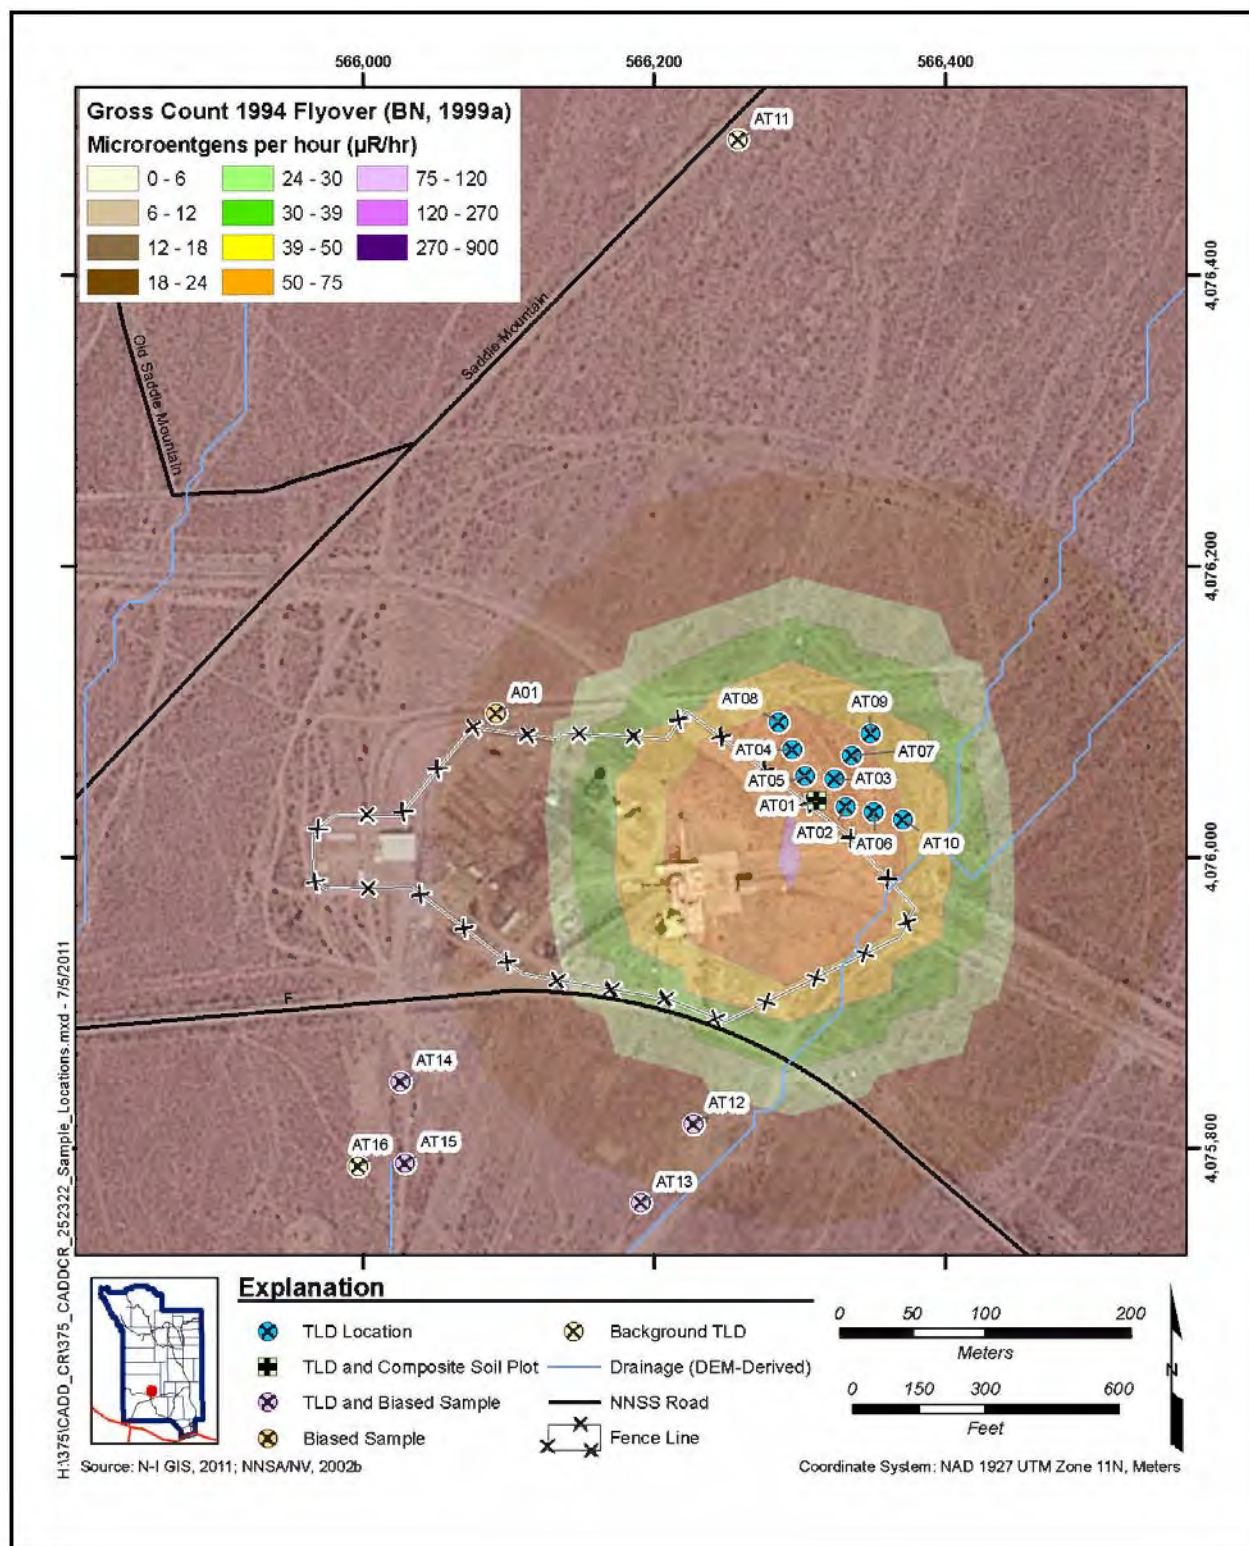 566,000
566,200
566,400
Gross Count 1994 Flyover (BN, 1999a)
Microroentgens per hour (µR/hr)
0 - 6
24 - 30
75 - 120
6 - 12
30 - 39
120 - 270
12 - 18
39 - 50
270 - 900
18 - 24
50 - 75
AT11
4,076,400
Old Saddle Mountain
Saddle Mountain
4,076,200
A01
AT08
AT09
AT04
AT07
AT05
AT03
AT01
AT02
AT06
AT10
4,076,000
F
AT14
AT12
AT16
AT15
AT13
4,075,800
H:\375\CADD_CR\375_CADDCR_252322_Sample_Locations.mxd - 7/5/2011
Explanation
TLD Location
TLD and Composite Soil Plot
TLD and Biased Sample
Biased Sample
Background TLD
Drainage (DEM-Derived)
NNSS Road
Fence Line
0 50 100 200
Meters
0 150 300 600
Feet
N
Source: N-I GIS, 2011; NNSA/NV, 2002b
Coordinate System: NAD 1927 UTM Zone 11N, Meters